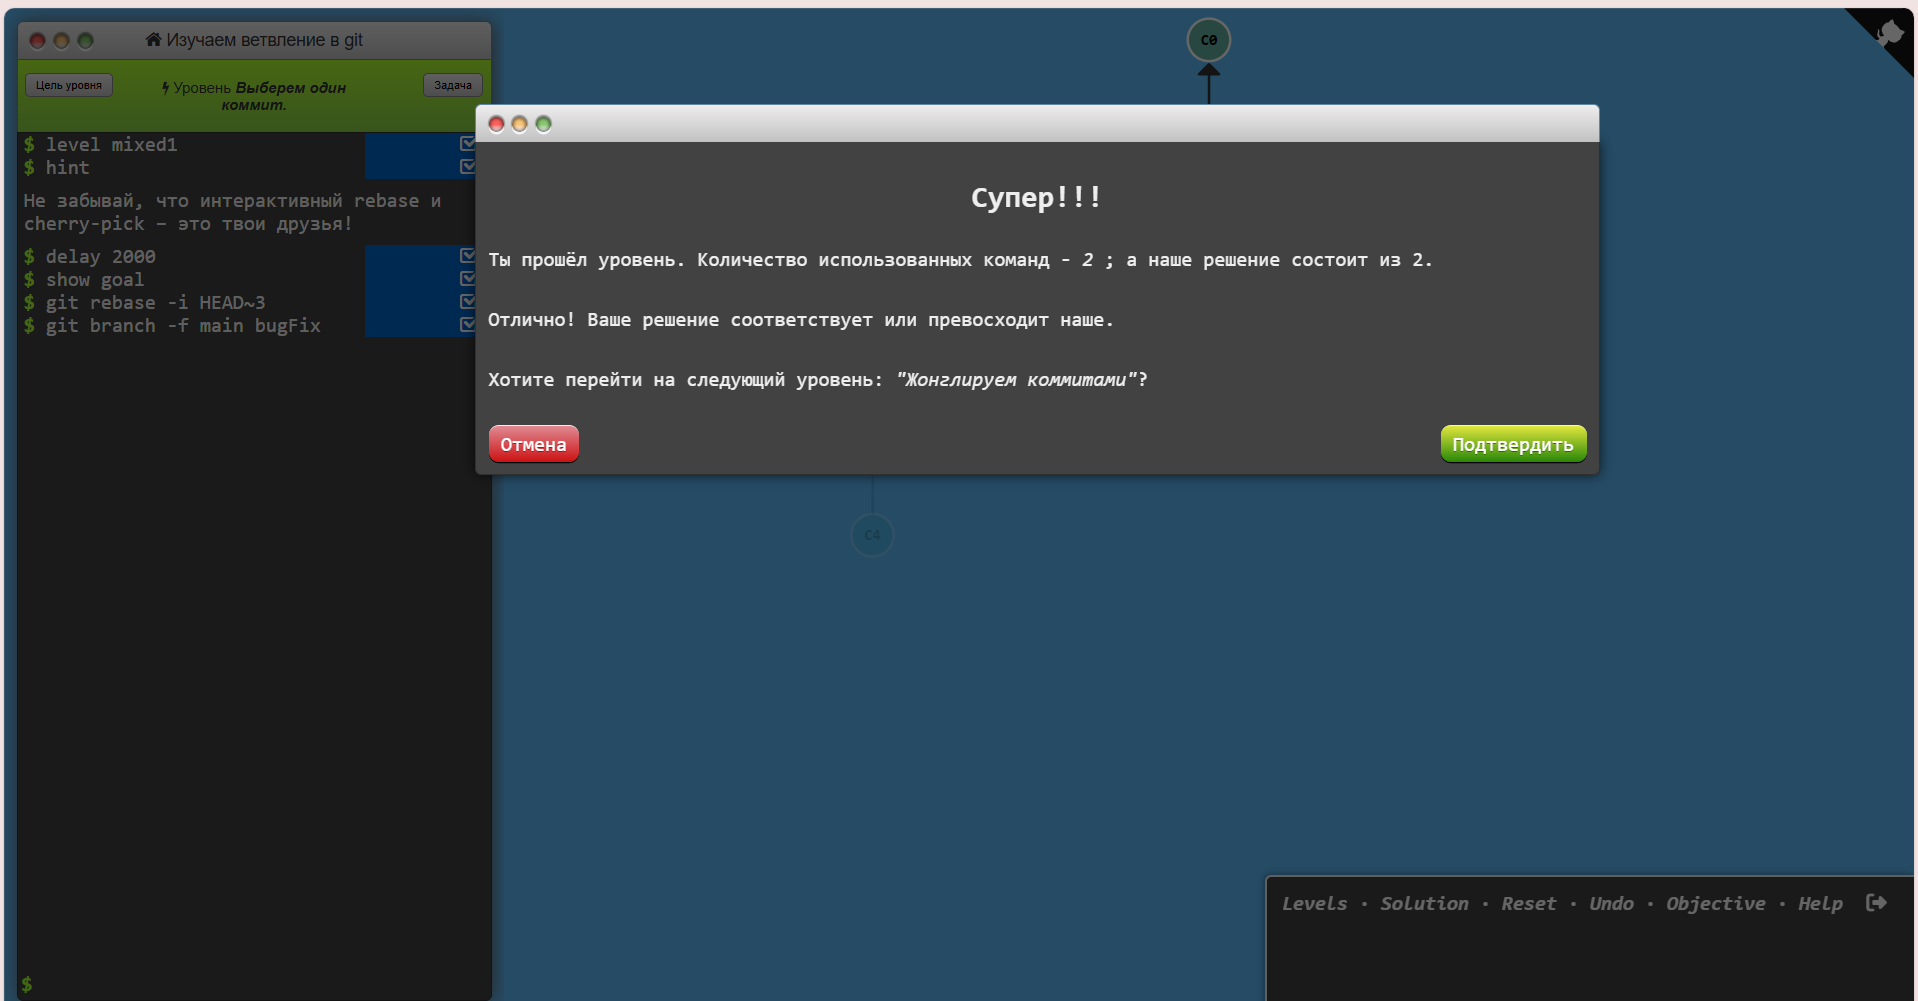 Изучаем ветвление в git
Цель уровня
Уровень Выберем один
коммит.
Задача
$ level mixed1
$ hint
Не забывай, что интерактивный rebase и
cherry-pick – это твои друзья!
$ delay 2000
$ show goal
$ git rebase -i HEAD~3
$ git branch -f main bugFix
$
C0
Супер!!!
Ты прошёл уровень. Количество использованных команд - 2 ; а наше решение состоит из 2.
Отлично! Ваше решение соответствует или превосходит наше.
Хотите перейти на следующий уровень: "Жонглируем коммитами"?
Отмена
Подтвердить
C4
Levels · Solution · Reset · Undo · Objective · Help